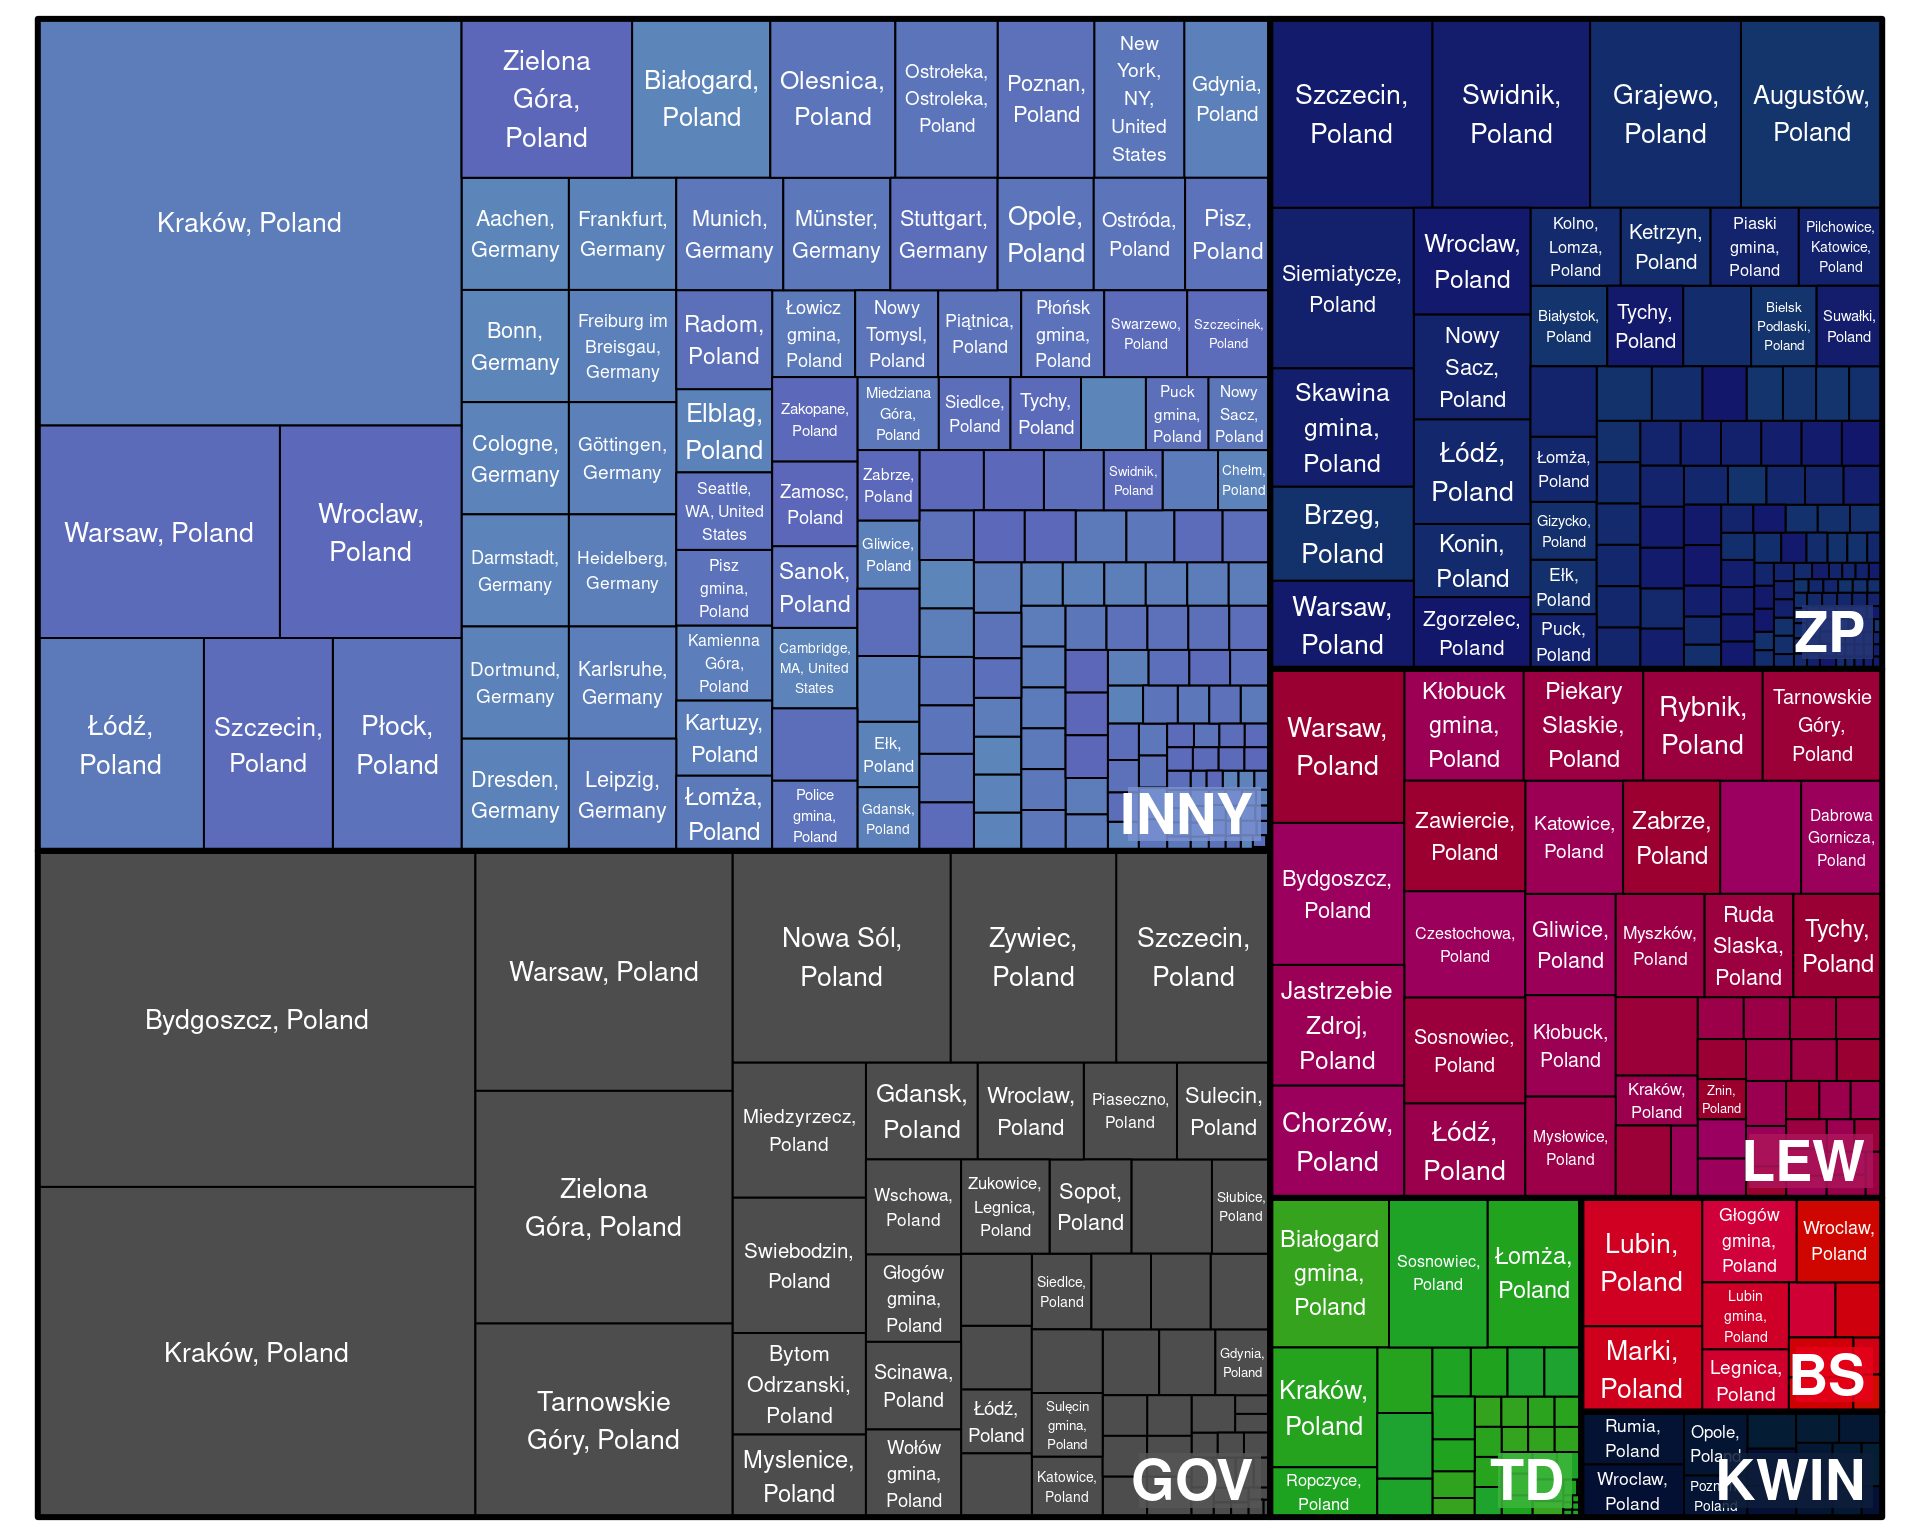 Kraków, Poland
Warsaw, Poland
Wroclaw,
Poland
Łódź,
Poland
Szczecin,
Poland
Płock,
Poland
Zielona
Góra,
Poland
Białogard,
Poland
Olesnica,
Poland
Ostrołeka,
Ostroleka,
Poland
Poznan,
Poland
New
York,
NY,
United
States
Gdynia,
Poland
Aachen,
Germany
Frankfurt,
Germany
Munich,
Germany
Münster,
Germany
Stuttgart,
Germany
Opole,
Poland
Ostróda,
Poland
Pisz,
Poland
Bonn,
Germany
Freiburg im
Breisgau,
Germany
Cologne,
Germany
Göttingen,
Germany
Darmstadt,
Germany
Heidelberg,
Germany
Dortmund,
Germany
Karlsruhe,
Germany
Dresden,
Germany
Leipzig,
Germany
Radom,
Poland
Elblag,
Poland
Seattle,
WA, United
States
Pisz
gmina,
Poland
Kamienna
Góra,
Poland
Kartuzy,
Poland
Łomża,
Poland
Łowicz
gmina,
Poland
Nowy
Tomysl,
Poland
Piątnica,
Poland
Płońsk
gmina,
Poland
Swarzewo,
Poland
Szczecinek,
Poland
Zakopane,
Poland
Zamosc,
Poland
Sanok,
Poland
Cambridge,
MA, United
States
Police
gmina,
Poland
Miedziana
Góra,
Poland
Siedlce,
Poland
Tychy,
Poland
Puck
gmina,
Poland
Nowy
Sacz,
Poland
Zabrze,
Poland
Swidnik,
Poland
Chełm,
Poland
Gliwice,
Poland
Ełk,
Poland
Gdansk,
Poland
INNY
Szczecin,
Poland
Swidnik,
Poland
Grajewo,
Poland
Augustów,
Poland
Siemiatycze,
Poland
Skawina
gmina,
Poland
Brzeg,
Poland
Warsaw,
Poland
Wroclaw,
Poland
Nowy
Sacz,
Poland
Łódź,
Poland
Konin,
Poland
Zgorzelec,
Poland
Kolno,
Lomza,
Poland
Ketrzyn,
Poland
Piaski
gmina,
Poland
Pilchowice,
Katowice,
Poland
Białystok,
Poland
Tychy,
Poland
Bielsk
Podlaski,
Poland
Suwałki,
Poland
Łomża,
Poland
Gizycko,
Poland
Ełk,
Poland
Puck,
Poland
ZP
Warsaw,
Poland
Bydgoszcz,
Poland
Jastrzebie
Zdroj,
Poland
Chorzów,
Poland
Kłobuck
gmina,
Poland
Piekary
Slaskie,
Poland
Rybnik,
Poland
Tarnowskie
Góry,
Poland
Zawiercie,
Poland
Katowice,
Poland
Zabrze,
Poland
Dabrowa
Gornicza,
Poland
Czestochowa,
Poland
Sosnowiec,
Poland
Łódź,
Poland
Gliwice,
Poland
Myszków,
Poland
Ruda
Slaska,
Poland
Tychy,
Poland
Kłobuck,
Poland
Mysłowice,
Poland
Kraków,
Poland
Znin,
Poland
LEW
Bydgoszcz, Poland
Kraków, Poland
Warsaw, Poland
Zielona
Góra, Poland
Tarnowskie
Góry, Poland
Nowa Sól,
Poland
Zywiec,
Poland
Szczecin,
Poland
Miedzyrzecz,
Poland
Swiebodzin,
Poland
Bytom
Odrzanski,
Poland
Myslenice,
Poland
Gdansk,
Poland
Wroclaw,
Poland
Piaseczno,
Poland
Sulecin,
Poland
Wschowa,
Poland
Głogów
gmina,
Poland
Scinawa,
Poland
Wołów
gmina,
Poland
Zukowice,
Legnica,
Poland
Sopot,
Poland
Słubice,
Poland
Siedlce,
Poland
Gdynia,
Poland
Łódź,
Poland
Sulęcin
gmina,
Poland
Katowice,
Poland
GOV
Białogard
gmina,
Poland
Sosnowiec,
Poland
Łomża,
Poland
Kraków,
Poland
Ropczyce,
Poland
TD
Lubin,
Poland
Marki,
Poland
Głogów
gmina,
Poland
Wroclaw,
Poland
Lubin
gmina,
Poland
Legnica,
Poland
BS
Rumia,
Poland
Wroclaw,
Poland
Opole,
Poland
Poland
KWIN